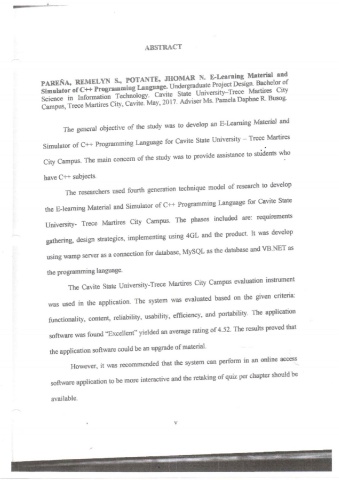 ABSTRACT
PAREÑA, REMELYN S., POTANTE, JHOMAR N. E-Learning Material and
Simulator of C++ Programming Language. Undergraduate Project Design. Bachelor of
Science in Information Technology. Cavite State University-Trece Martires City
Campus, Trece Martires City, Cavite. May, 2017. Adviser Ms. Pamela Daphne R. Busog.
The general objective of the study was to develop an E-Learning Material and
Simulator of C++ Programming Language for Cavite State University – Trece Martires
City Campus. The main concern of the study was to provide assistence to students who
have C++ subjects.
The researchers used fourth generation technique model of research to develop
the E-learning Material and Simulator of C++ Programming Language for Cavite State
University- Trece Martires City Campus. The phases included are: requirements
gathering, design strategics, implementing using 4GL and the product. It was develop
using wamp server as a connection for database, MySQL as the database and VB.NET as
the programming language.
The Cavite State University-Trece Martires City Campus evaluation instrument
was used in the application. The system was evaluated based on the given criteria:
functionality, content, reliability, usability, efficiency, and portability. The application
software was found "Excellent" yielded an average rating of 4.52. The results proved that
the application software could be an upgrade of material.
However, it was recommended that the system can perform in an online access
software application to be more interactive and the retaking of quiz per chapter should be
available.
v